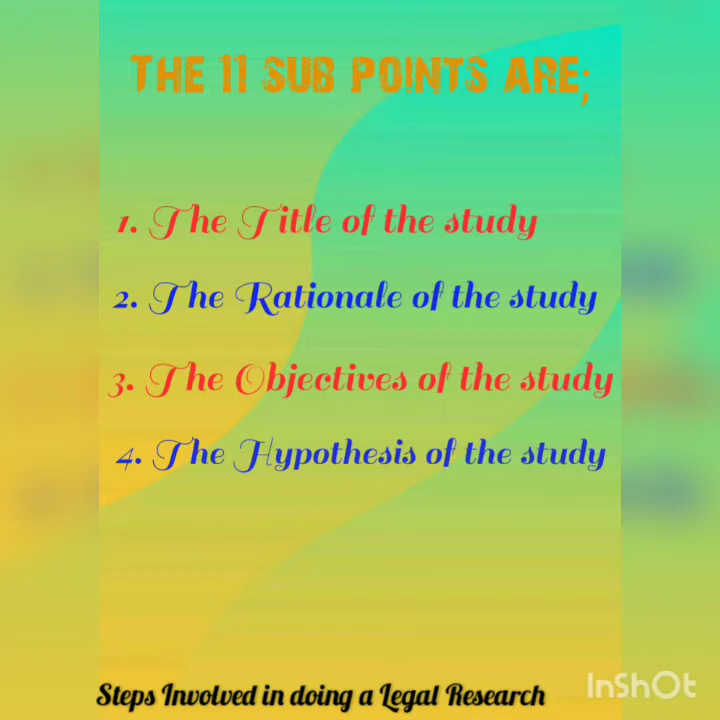 THE 11 SUB POINTS ARE;
1. The Title of the study
2. The Rationale of the study
3. The Objectives of the study
4. The Hypothesis of the study
Steps Involved in doing a Legal Research
InShOt